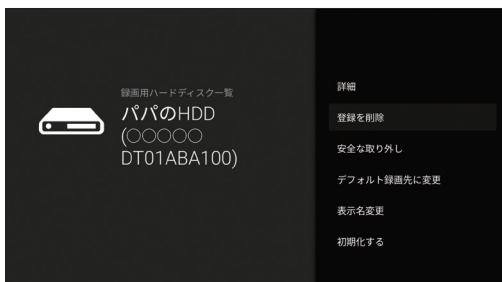 録画用ハードディスク一覧
パパのHDD
(○○○○○
DT01ABA100)
詳細
登録を削除
安全な取り外し
デフォルト録画先に変更
表示名変更
初期化する